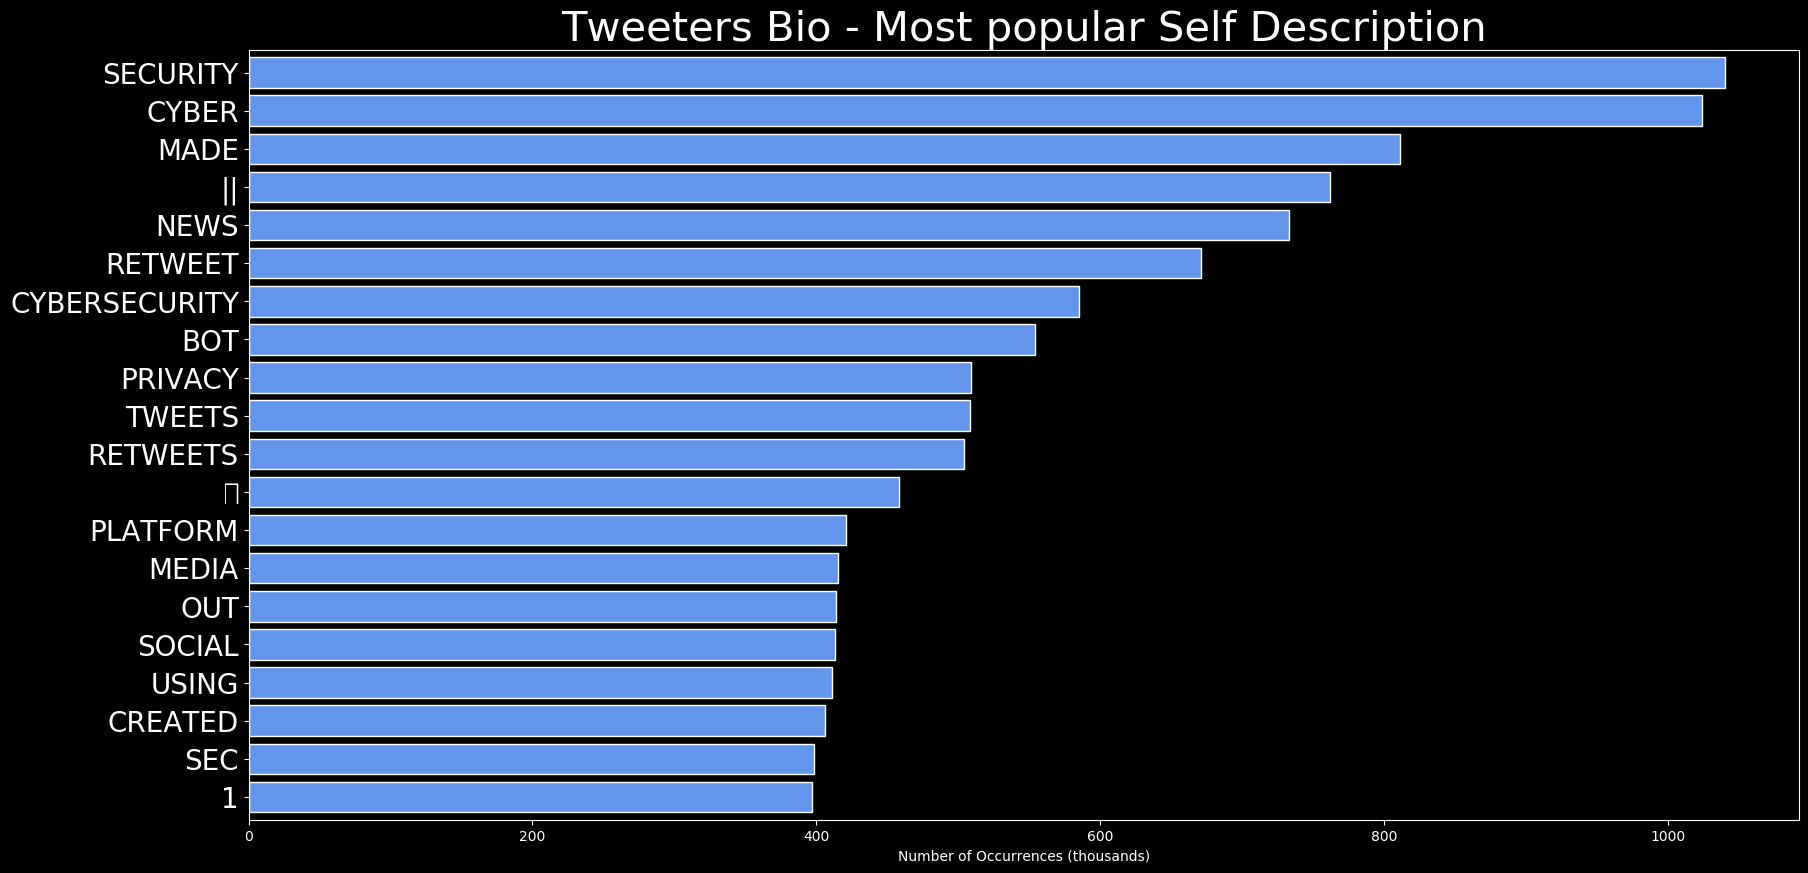 Tweeters Bio - Most popular Self Description
SECURITY
CYBER
MADE
||
NEWS
RETWEET
CYBERSECURITY
BOT
PRIVACY
TWEETS
RETWEETS
PLATFORM
MEDIA
OUT
SOCIAL
USING
CREATED
SEC
1
0 200 400 600 800 1000
Number of Occurrences (thousands)